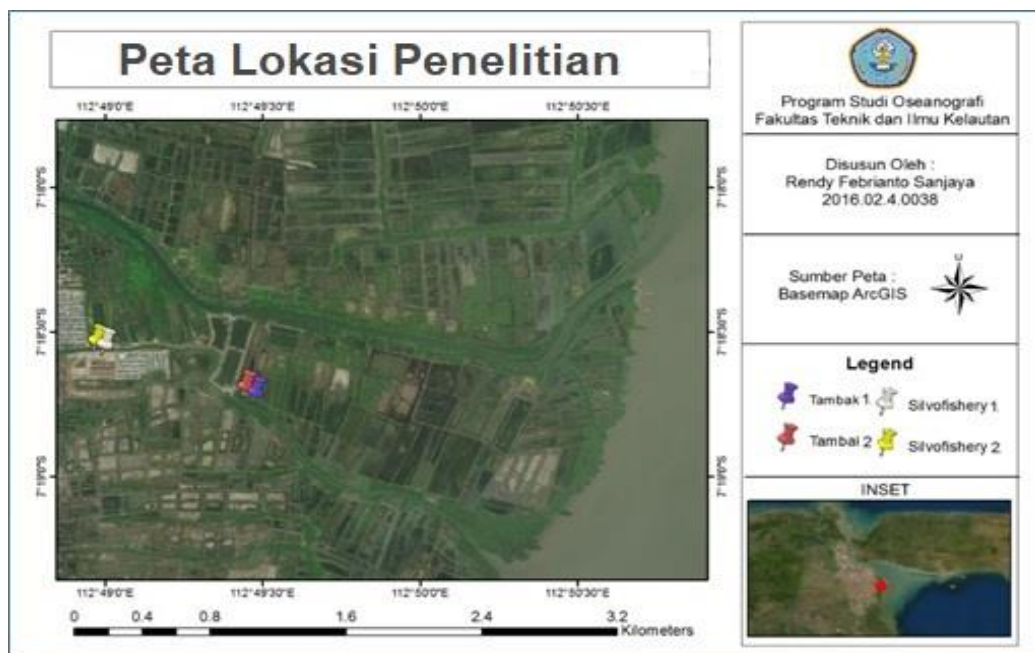 Peta Lokasi Penelitian
112°49'0"E 112°49'30"E 112°50'0"E 112°50'30"E
7°18'0"S 7°18'0"S
7°18'30"S 7°18'30"S
7°19'0"S 7°19'0"S
112°49'0"E 112°49'30"E 112°50'0"E 112°50'30"E
0 0.4 0.8 1.6 2.4 3.2
Kilometers
Program Studi Oseanografi
Fakultas Teknik dan Ilmu Kelautan
Disusun Oleh :
Rendy Febrianto Sanjaya
2016.02.4.0038
Sumber Peta :
Basemap ArcGIS
Legend
Tambak 1 Silvofishery 1
Tambai 2 Silvofishery 2
INSET